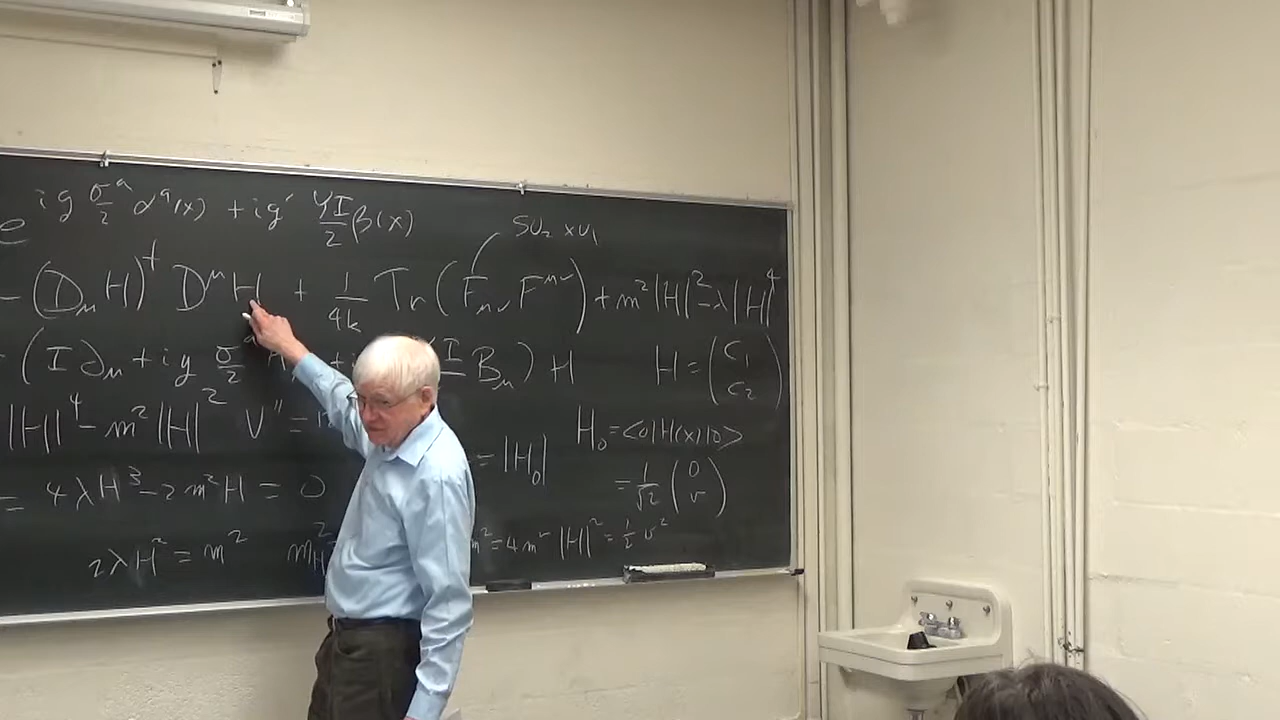 e^{ig σ^a/2 α^a(x) + ig' YI/2 β(x)}
SU₂ × U₁
– (D_μ H)^† D^μ H + 1/4k Tr(F_μν F^μν) + m²|H|² – λ|H|⁴
(I∂_μ + ig σ^a/2 A I B_μ) H H = (C₁ C₂)
|H|⁴ – m²|H|² V'' =
H₀ = <0|H(x)|0>
= |H₀|
= 4λH³ – 2m²H = 0
= 1/√2 (0 v)
2λH² = m² m_H² m² = 4m² |H|² = ½ v²